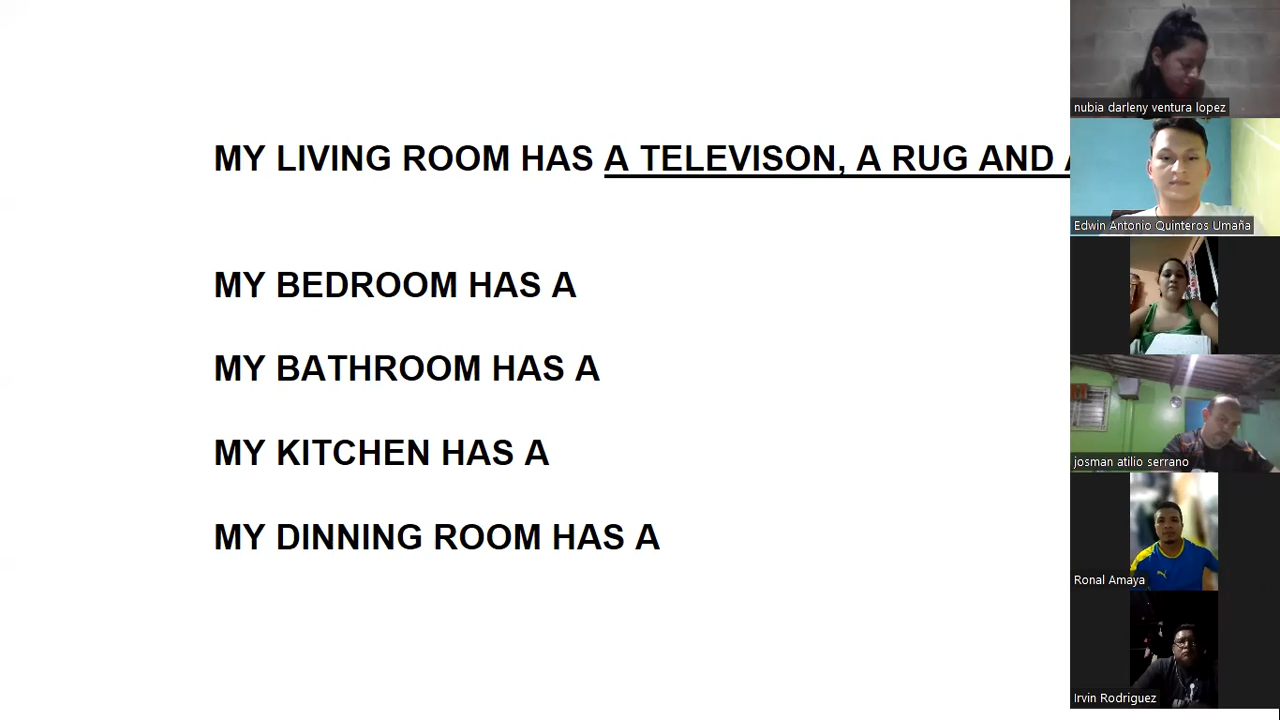 MY LIVING ROOM HAS A TELEVISON, A RUG AND
MY BEDROOM HAS A
MY BATHROOM HAS A
MY KITCHEN HAS A
MY DINNING ROOM HAS A
nubia darleny ventura lopez
Edwin Antonio Quinteros Umaña
josman atilio serrano
Ronal Amaya
Irvin Rodriguez